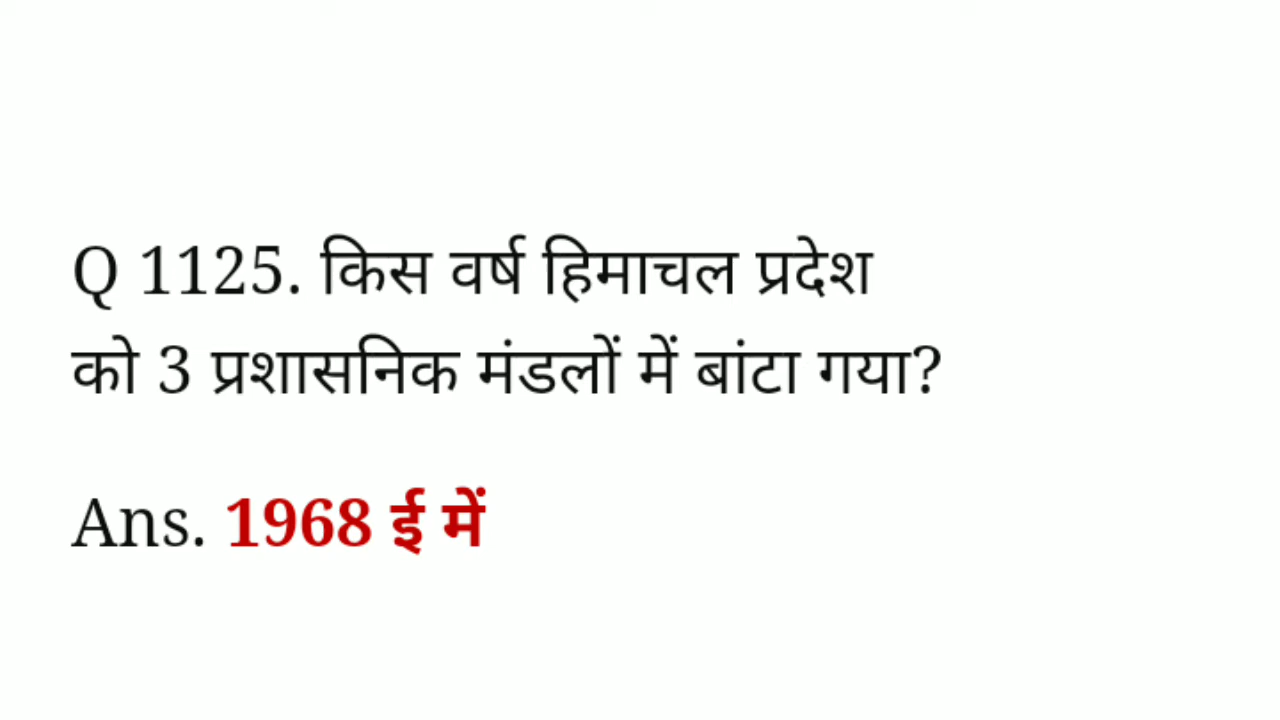 Q 1125. किस वर्ष हिमाचल प्रदेश
को 3 प्रशासनिक मंडलों में बांटा गया?
Ans. 1968 ई में